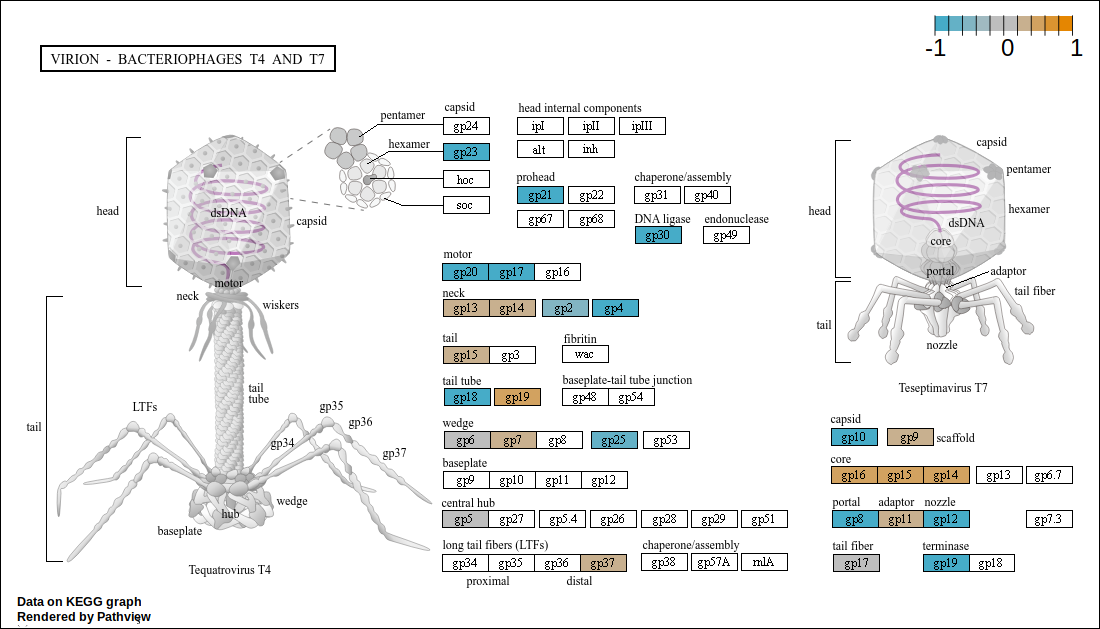 -1 0 1
VIRION - BACTERIOPHAGES T4 AND T7
capsid
head internal components
pentamer
gp24
ipI ipII ipIII
hexamer
gp23
alt inh
hoc
soc
prohead
gp21 gp22
gp67 gp68
chaperone/assembly
gp31 gp40
DNA ligase endonuclease
gp30 gp49
head
dsDNA
capsid
motor
neck
wiskers
tail
tail
tube
LTFs
gp35
gp36
gp34
gp37
wedge
hub
baseplate
Tequatrovirus T4
motor
gp20 gp17 gp16
neck
gp13 gp14 gp2 gp4
tail fibritin
gp15 gp3 wac
tail tube baseplate-tail tube junction
gp18 gp19 gp48 gp54
wedge
gp6 gp7 gp8 gp25 gp53
baseplate
gp9 gp10 gp11 gp12
central hub
gp5 gp27 gp5.4 gp26 gp28 gp29 gp51
long tail fibers (LTFs) chaperone/assembly
gp34 gp35 gp36 gp37 gp38 gp57A rnlA
proximal distal
capsid
pentamer
head
hexamer
dsDNA
core
portal
adaptor
tail fiber
tail
nozzle
Teseptimavirus T7
capsid
gp10 gp9 scaffold
core
gp16 gp15 gp14 gp13 gp6.7
portal adaptor nozzle
gp8 gp11 gp12 gp7.3
tail fiber terminase
gp17 gp19 gp18
Data on KEGG graph
Rendered by Pathview